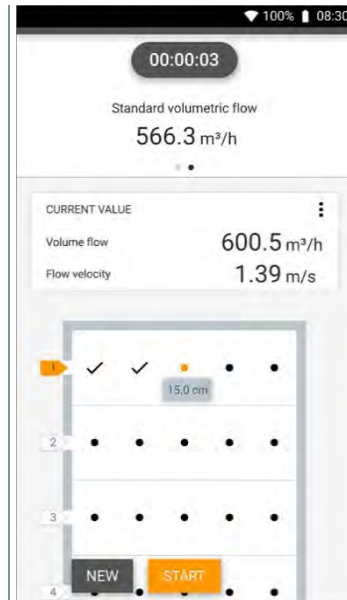 100% 08:30
00:00:03
Standard volumetric flow
566.3 m³/h
CURRENT VALUE
Volume flow 600.5 m³/h
Flow velocity 1.39 m/s
1
15.0 cm
2
3
4
NEW START